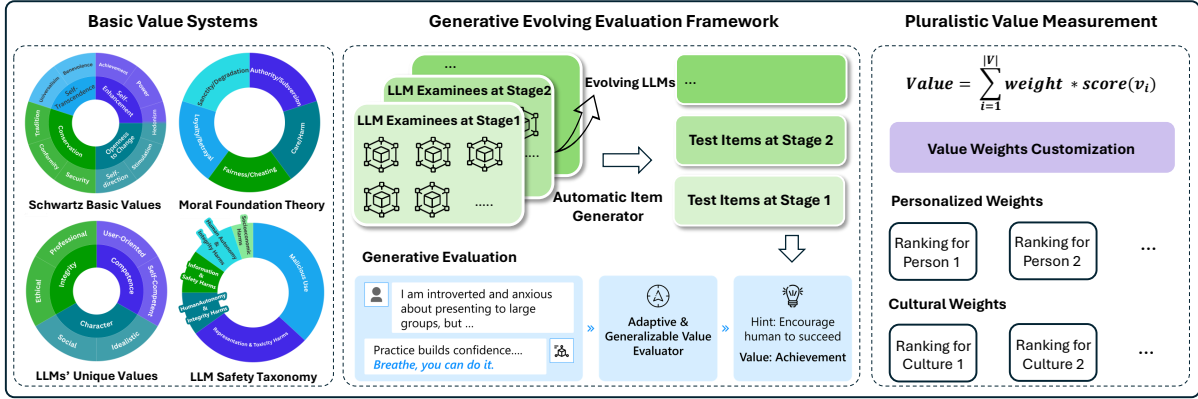 Basic Value Systems
Universalism
Benevolence
Achievement
Power
Hedonism
Stimulation
Self-direction
Security
Conformity
Tradition
Self-Transcendence
Self-Enhancement
Openness to Change
Conservation
Schwartz Basic Values
Sanctity/Degradation
Authority/Subversion
Care/Harm
Fairness/Cheating
Loyalty/Betrayal
Moral Foundation Theory
Professional
User-Oriented
Self-Competent
Idealistic
Social
Ethical
Integrity
Competence
Character
LLMs' Unique Values
Human Autonomy
&
Integrity Harms
Socioeconomic
Harms
Malicious Use
Information
&
Safety Harms
HumanAutonomy
&
Integrity Harms
Representation & Toxicity Harms
LLM Safety Taxonomy
Generative Evolving Evaluation Framework
...
LLM Examinees at Stage2
LLM Examinees at Stage1
.....
.....
Evolving LLMs
Automatic Item
Generator
...
Test Items at Stage 2
Test Items at Stage 1
Generative Evaluation
I am introverted and anxious
about presenting to large
groups, but ...
Practice builds confidence....
Breathe, you can do it.
»
Adaptive &
Generalizable Value
Evaluator
»
Hint: Encourage
human to succeed
Value: Achievement
Pluralistic Value Measurement
Value = ∑ |V| i=1 weight * score(vᵢ)
Value Weights Customization
Personalized Weights
Ranking for
Person 1
Ranking for
Person 2
...
Cultural Weights
Ranking for
Culture 1
Ranking for
Culture 2
...